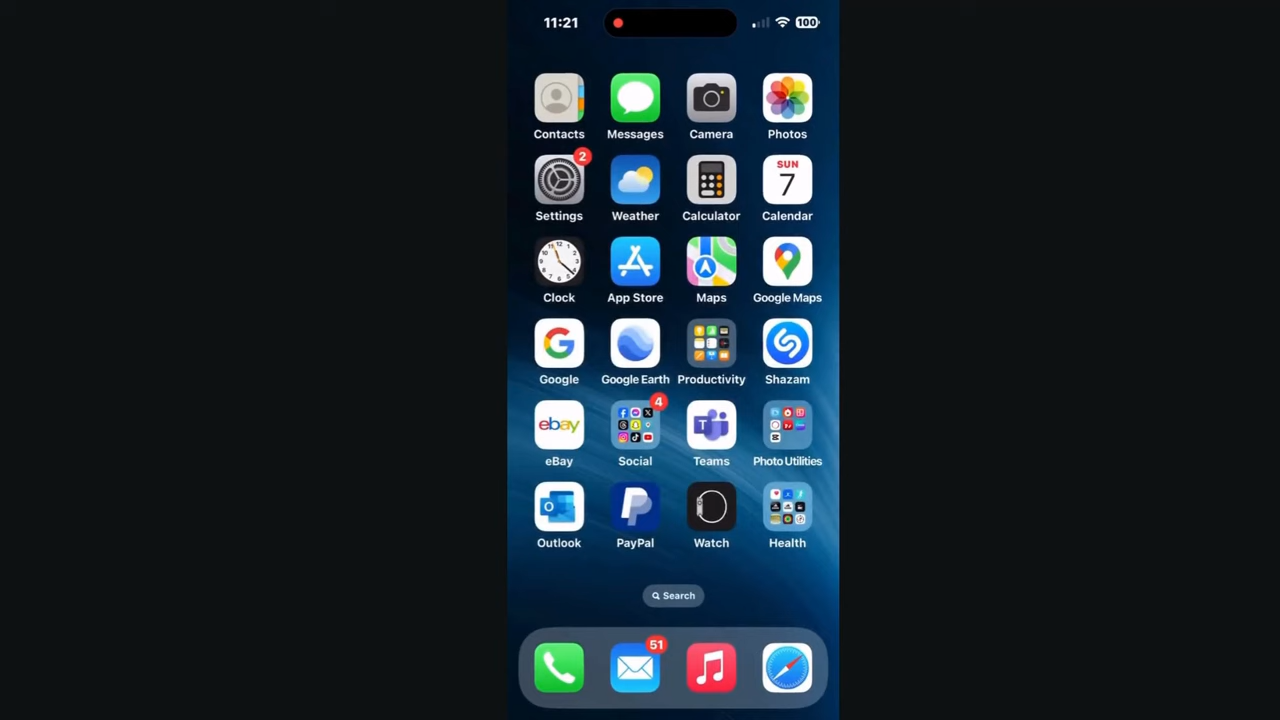 11:21 100
Contacts Messages Camera Photos
2 SUN
7
Settings Weather Calculator Calendar
Clock App Store Maps Google Maps
Google Google Earth Productivity Shazam
4
ebay
T
eBay Social Teams Photo Utilities
O
Outlook PayPal Watch Health
Search
51